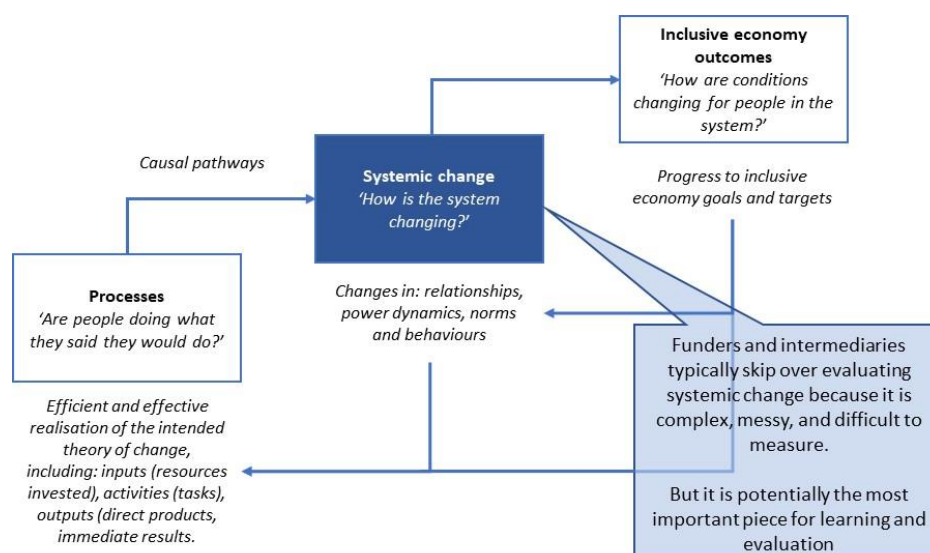 Inclusive economy
outcomes
‘How are conditions
changing for people in the
system?’
Causal pathways
Systemic change
‘How is the system
changing?’
Progress to inclusive
economy goals and targets
Processes
‘Are people doing what
they said they would do?’
Changes in: relationships,
power dynamics, norms
and behaviours
Efficient and effective
realisation of the intended
theory of change,
including: inputs (resources
invested), activities (tasks),
outputs (direct products,
immediate results.
Funders and intermediaries
typically skip over evaluating
systemic change because it is
complex, messy, and difficult to
measure.
But it is potentially the most
important piece for learning and
evaluation